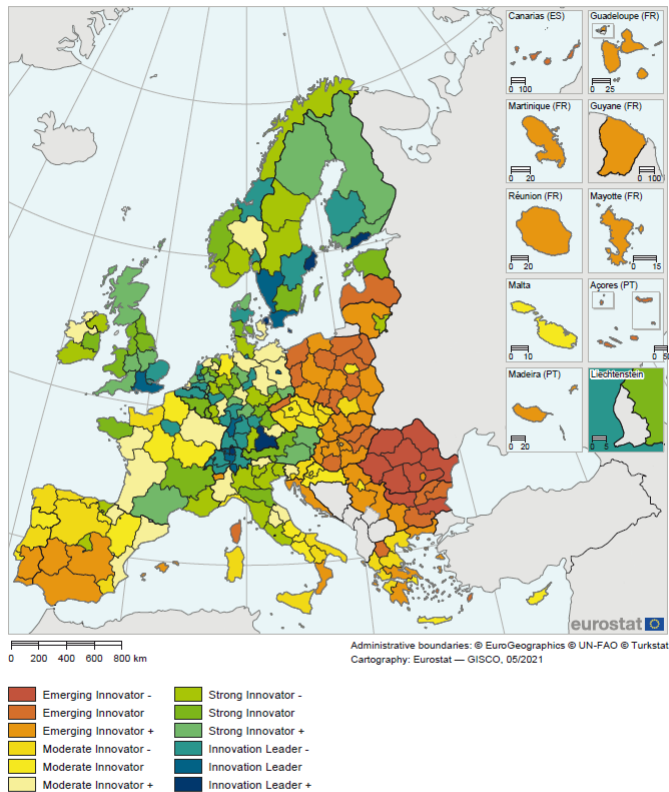 Canarias (ES)
0 100
Guadeloupe (FR)
0 25
Martinique (FR)
0 20
Guyane (FR)
0 100
Réunion (FR)
0 20
Mayotte (FR)
0 15
Malta
0 10
Açores (PT)
0 50
Madeira (PT)
0 20
Liechtenstein
0 5
eurostat
0 200 400 600 800 km
Administrative boundaries: © EuroGeographics © UN-FAO © Turkstat
Cartography: Eurostat — GISCO, 05/2021
Emerging Innovator -
Emerging Innovator
Emerging Innovator +
Moderate Innovator -
Moderate Innovator
Moderate Innovator +
Strong Innovator -
Strong Innovator
Strong Innovator +
Innovation Leader -
Innovation Leader
Innovation Leader +